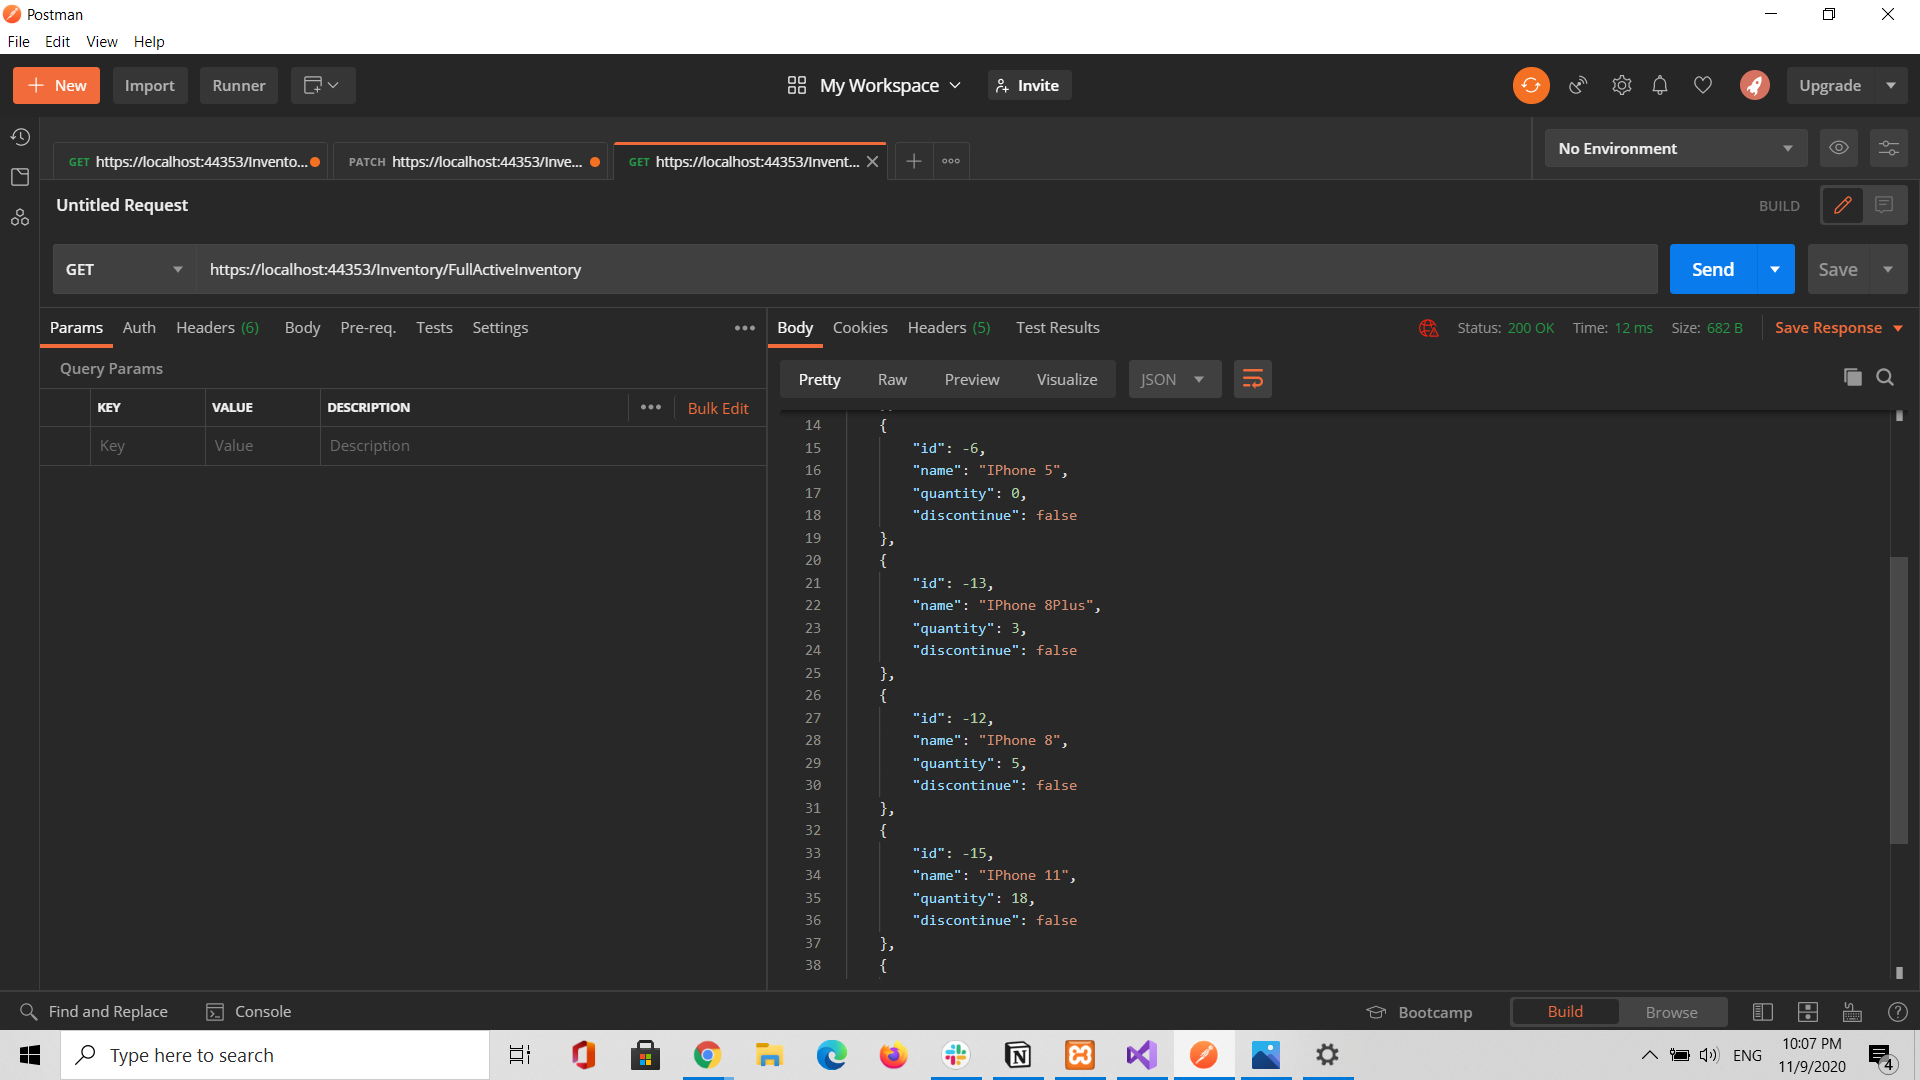 Postman
File Edit View Help
New Import Runner My Workspace Invite Upgrade
GET https://localhost:44353/Invento... PATCH https://localhost:44353/Inve... GET https://localhost:44353/Invent... No Environment
Untitled Request BUILD
GET https://localhost:44353/Inventory/FullActiveInventory Send Save
Params Auth Headers (6) Body Pre-req. Tests Settings
Body Cookies Headers (5) Test Results Status: 200 OK Time: 12 ms Size: 682 B Save Response
Query Params
Pretty Raw Preview Visualize JSON
KEY VALUE DESCRIPTION Bulk Edit
Key Value Description
14 {
15 "id": -6,
16 "name": "IPhone 5",
17 "quantity": 0,
18 "discontinue": false
19 },
20 {
21 "id": -13,
22 "name": "IPhone 8Plus",
23 "quantity": 3,
24 "discontinue": false
25 },
26 {
27 "id": -12,
28 "name": "IPhone 8",
29 "quantity": 5,
30 "discontinue": false
31 },
32 {
33 "id": -15,
34 "name": "IPhone 11",
35 "quantity": 18,
36 "discontinue": false
37 },
38 {
Find and Replace Console Bootcamp Build Browse
Type here to search ENG 10:07 PM
11/9/2020 4